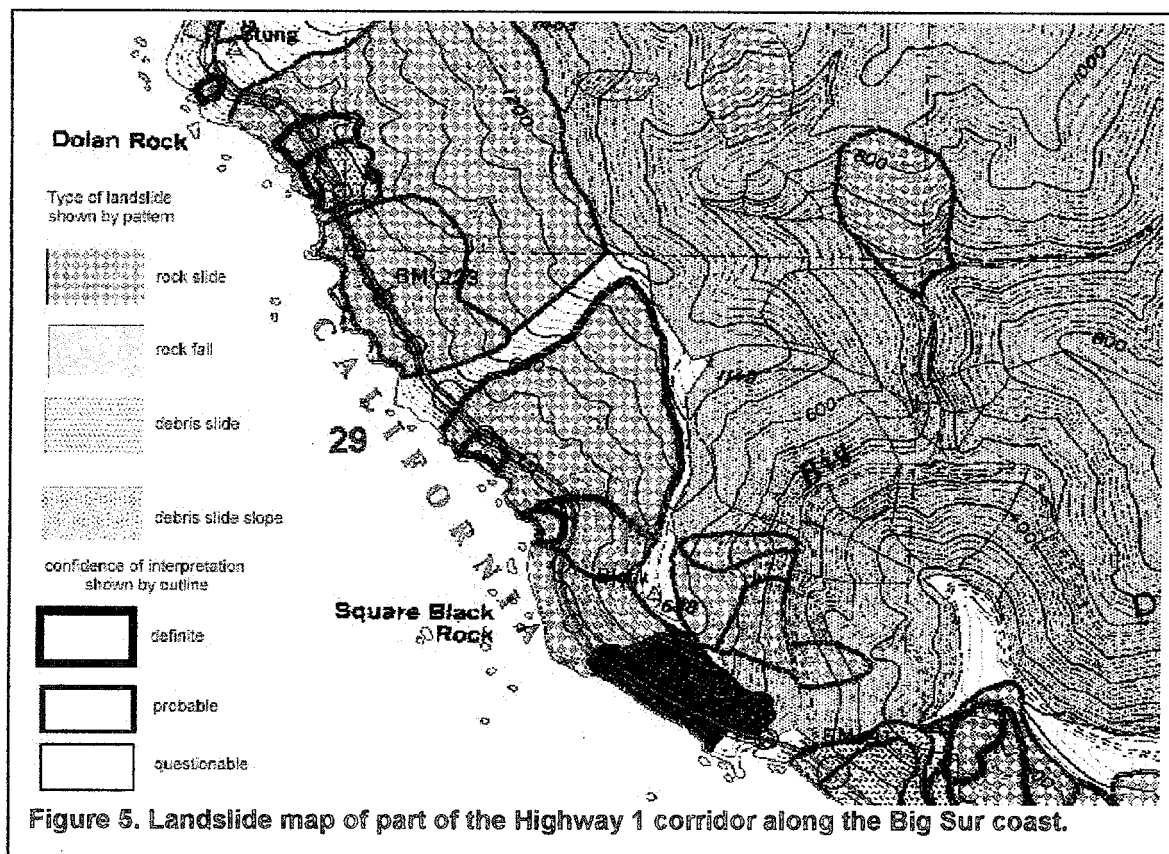 Dolan Rock
Type of landslide
shown by pattern
rock slide
rock fall
debris slide
debris slide slope
confidence of interpretation
shown by outline
definite
probable
questionable
29
CALIFORNIA
Square Black
Rock
1000
800
800
600
Figure 5. Landslide map of part of the Highway 1 corridor along the Big Sur coast.